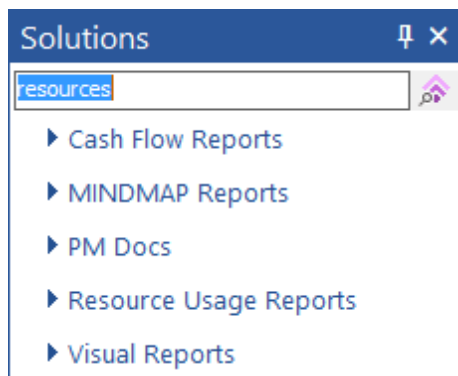 Solutions
resources
Cash Flow Reports
MINDMAP Reports
PM Docs
Resource Usage Reports
Visual Reports